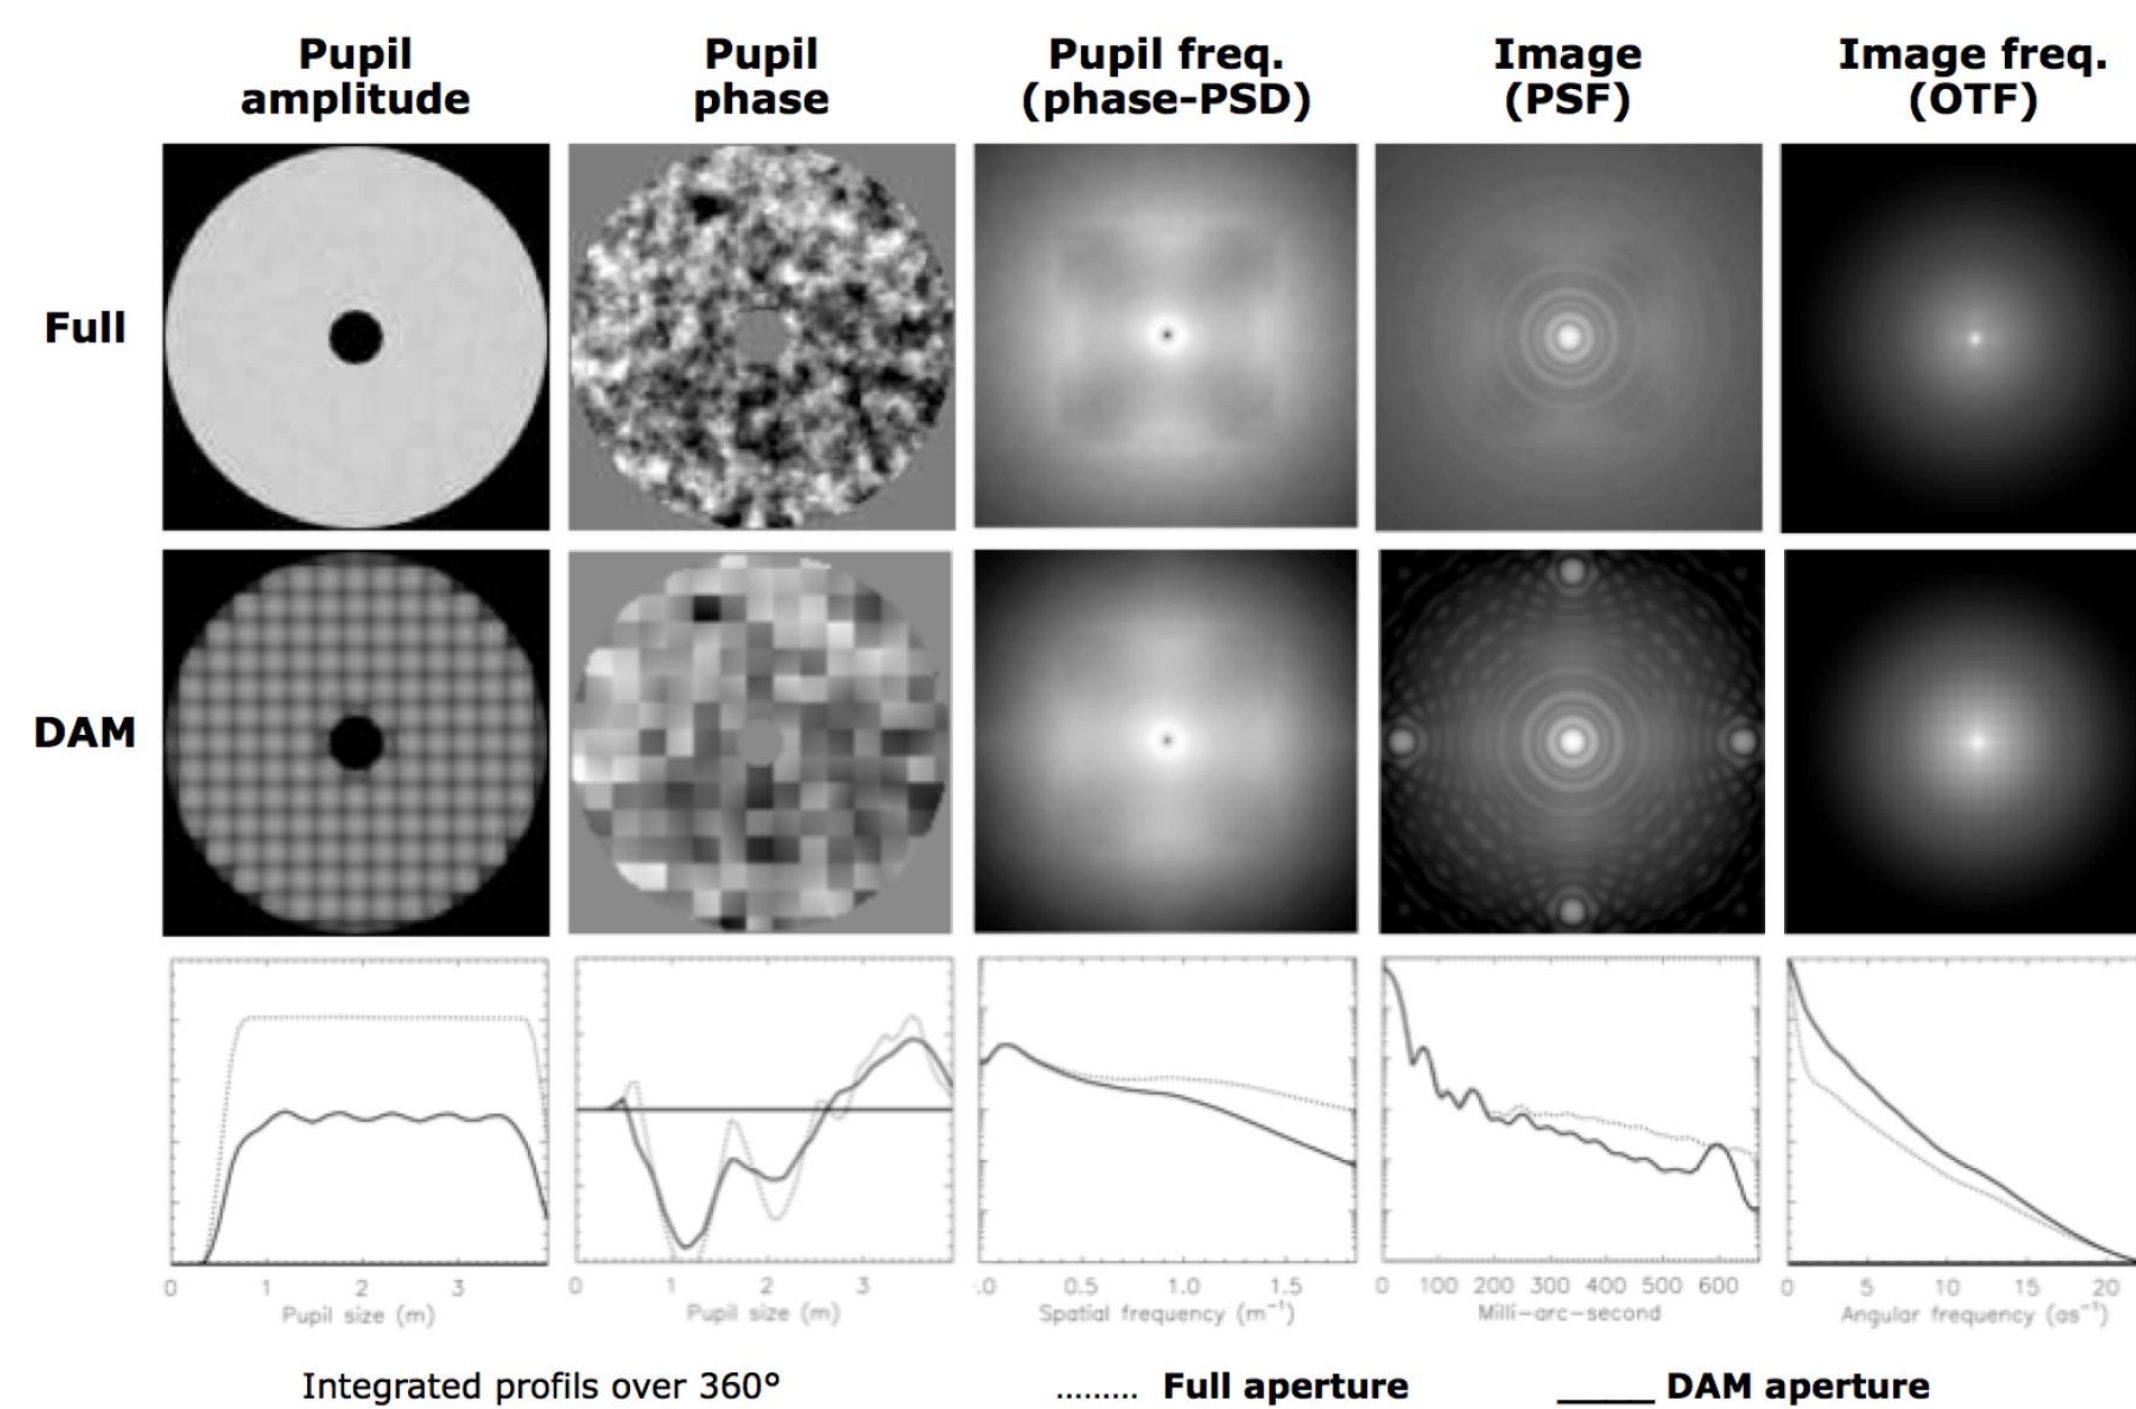 Pupil
amplitude
Pupil
phase
Pupil freq.
(phase-PSD)
Image
(PSF)
Image freq.
(OTF)
Full
DAM
0 1 2 3
Pupil size (m)
0 1 2 3
Pupil size (m)
.0 0.5 1.0 1.5
Spatial frequency (m⁻¹)
0 100 200 300 400 500 600
Milli-arc-second
0 5 10 15 20
Angular frequency (as⁻¹)
Integrated profils over 360°
......... Full aperture
_____ DAM aperture